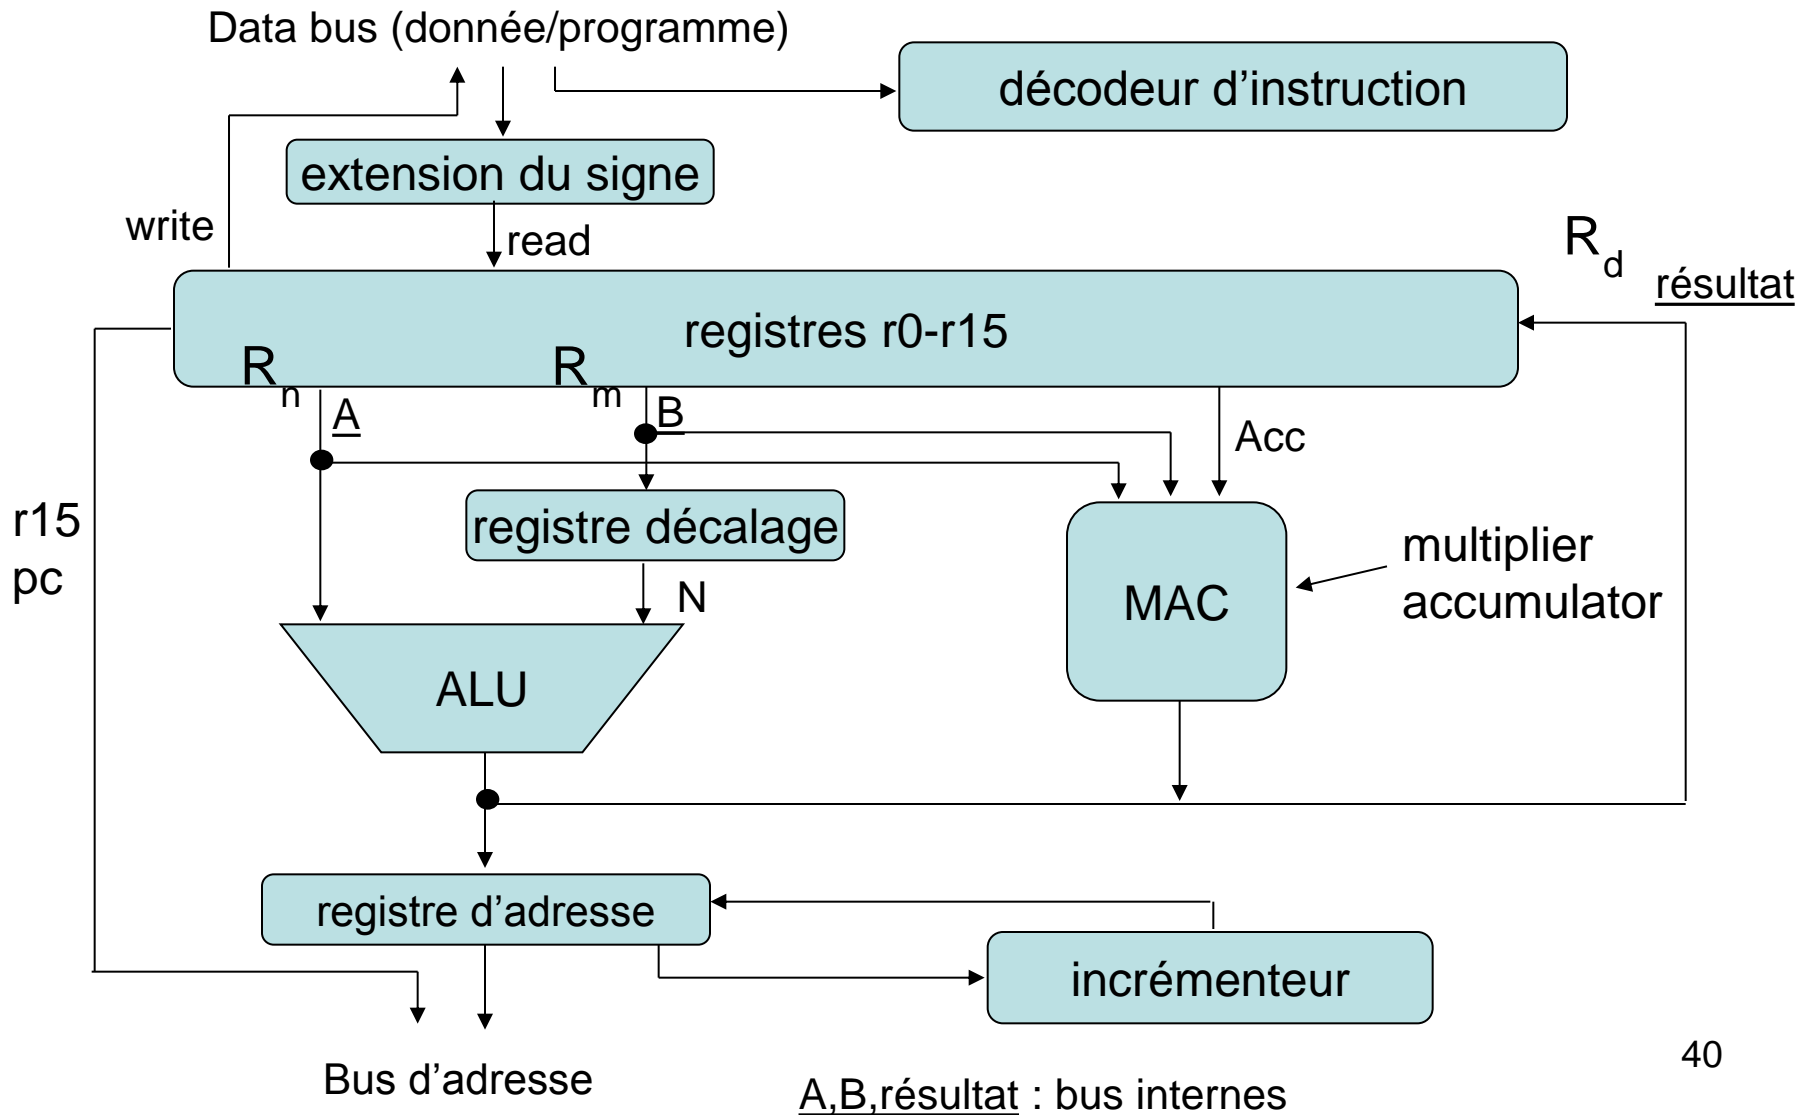 Data bus (donnée/programme)
décodeur d’instruction
extension du signe
write
read
R d
résultat
registres r0-r15
R n
R m
A
B
Acc
r15
pc
registre décalage
N
MAC
multiplier
accumulator
ALU
registre d’adresse
incrémenteur
Bus d’adresse
A,B,résultat : bus internes
40